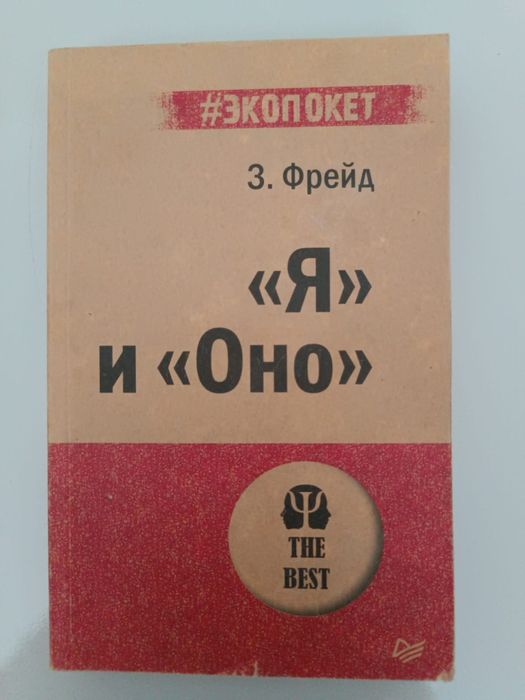 #ЭКОПОКЕТ
З. Фрейд
«Я»
и «Оно»
Ψ
THE
BEST